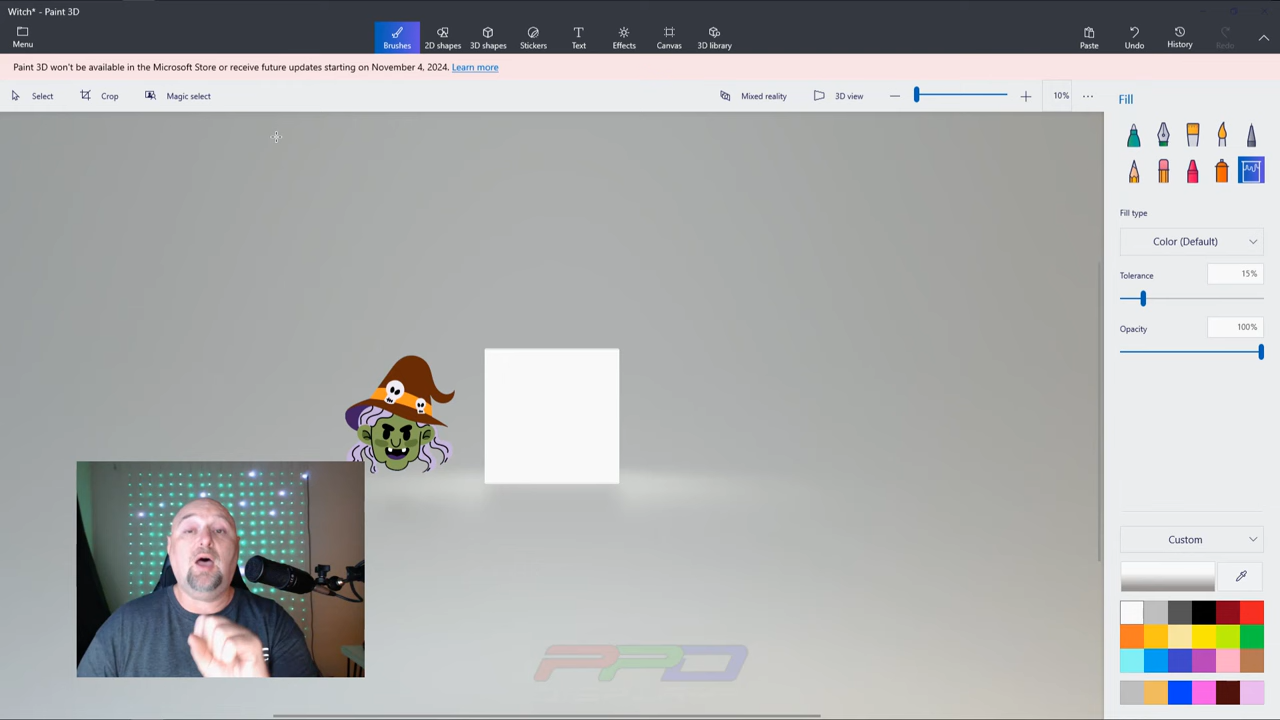 Witch* - Paint 3D
Menu
Brushes
2D shapes
3D shapes
Stickers
Text
Effects
Canvas
3D library
Paste
Undo
History
Redo
Paint 3D won't be available in the Microsoft Store or receive future updates starting on November 4, 2024. Learn more
Select
Crop
Magic select
Mixed reality
3D view
10%
Fill
Fill type
Color (Default)
Tolerance
15%
Opacity
100%
Custom
PPD